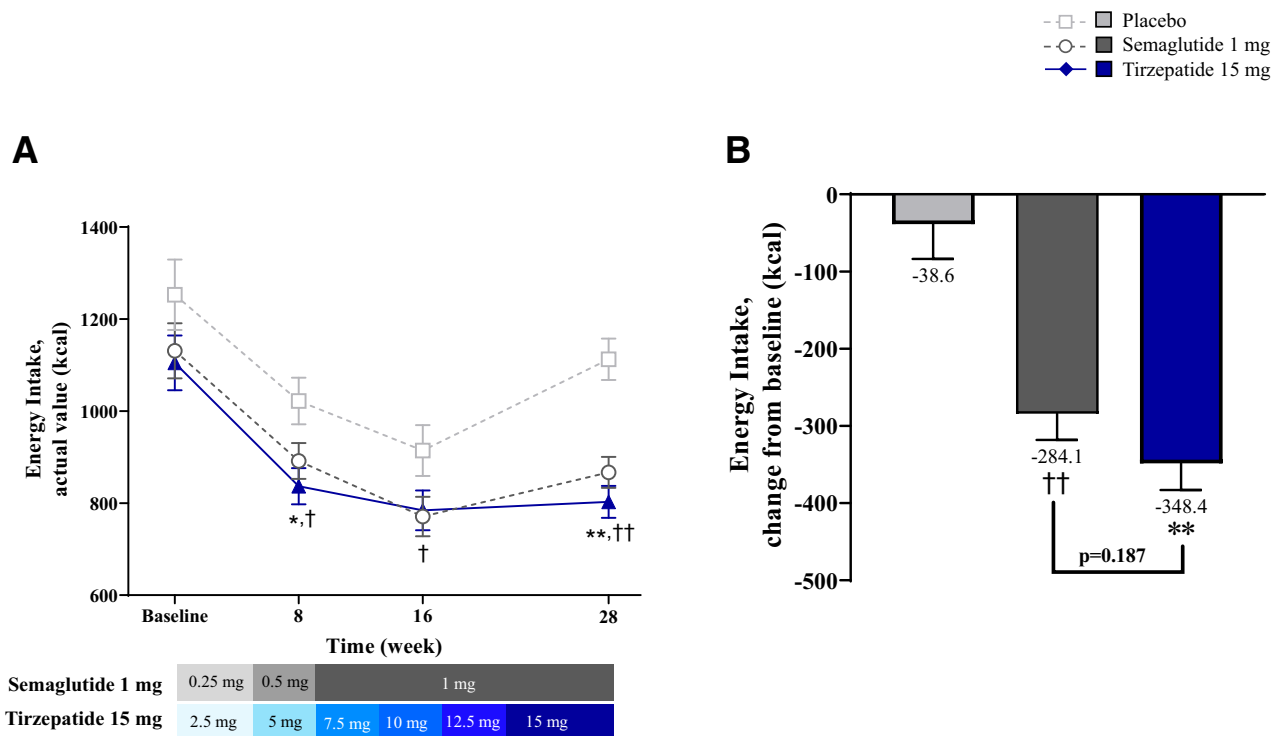 Placebo
Semaglutide 1 mg
Tirzepatide 15 mg
A
Energy Intake,
actual value (kcal)
1400
1200
1000
800
600
*,†
†
**,††
Baseline
8
16
28
Time (week)
Semaglutide 1 mg
0.25 mg
0.5 mg
1 mg
Tirzepatide 15 mg
2.5 mg
5 mg
7.5 mg
10 mg
12.5 mg
15 mg
B
Energy Intake,
change from baseline (kcal)
0
-100
-200
-300
-400
-500
-38.6
-284.1
††
-348.4
**
p=0.187